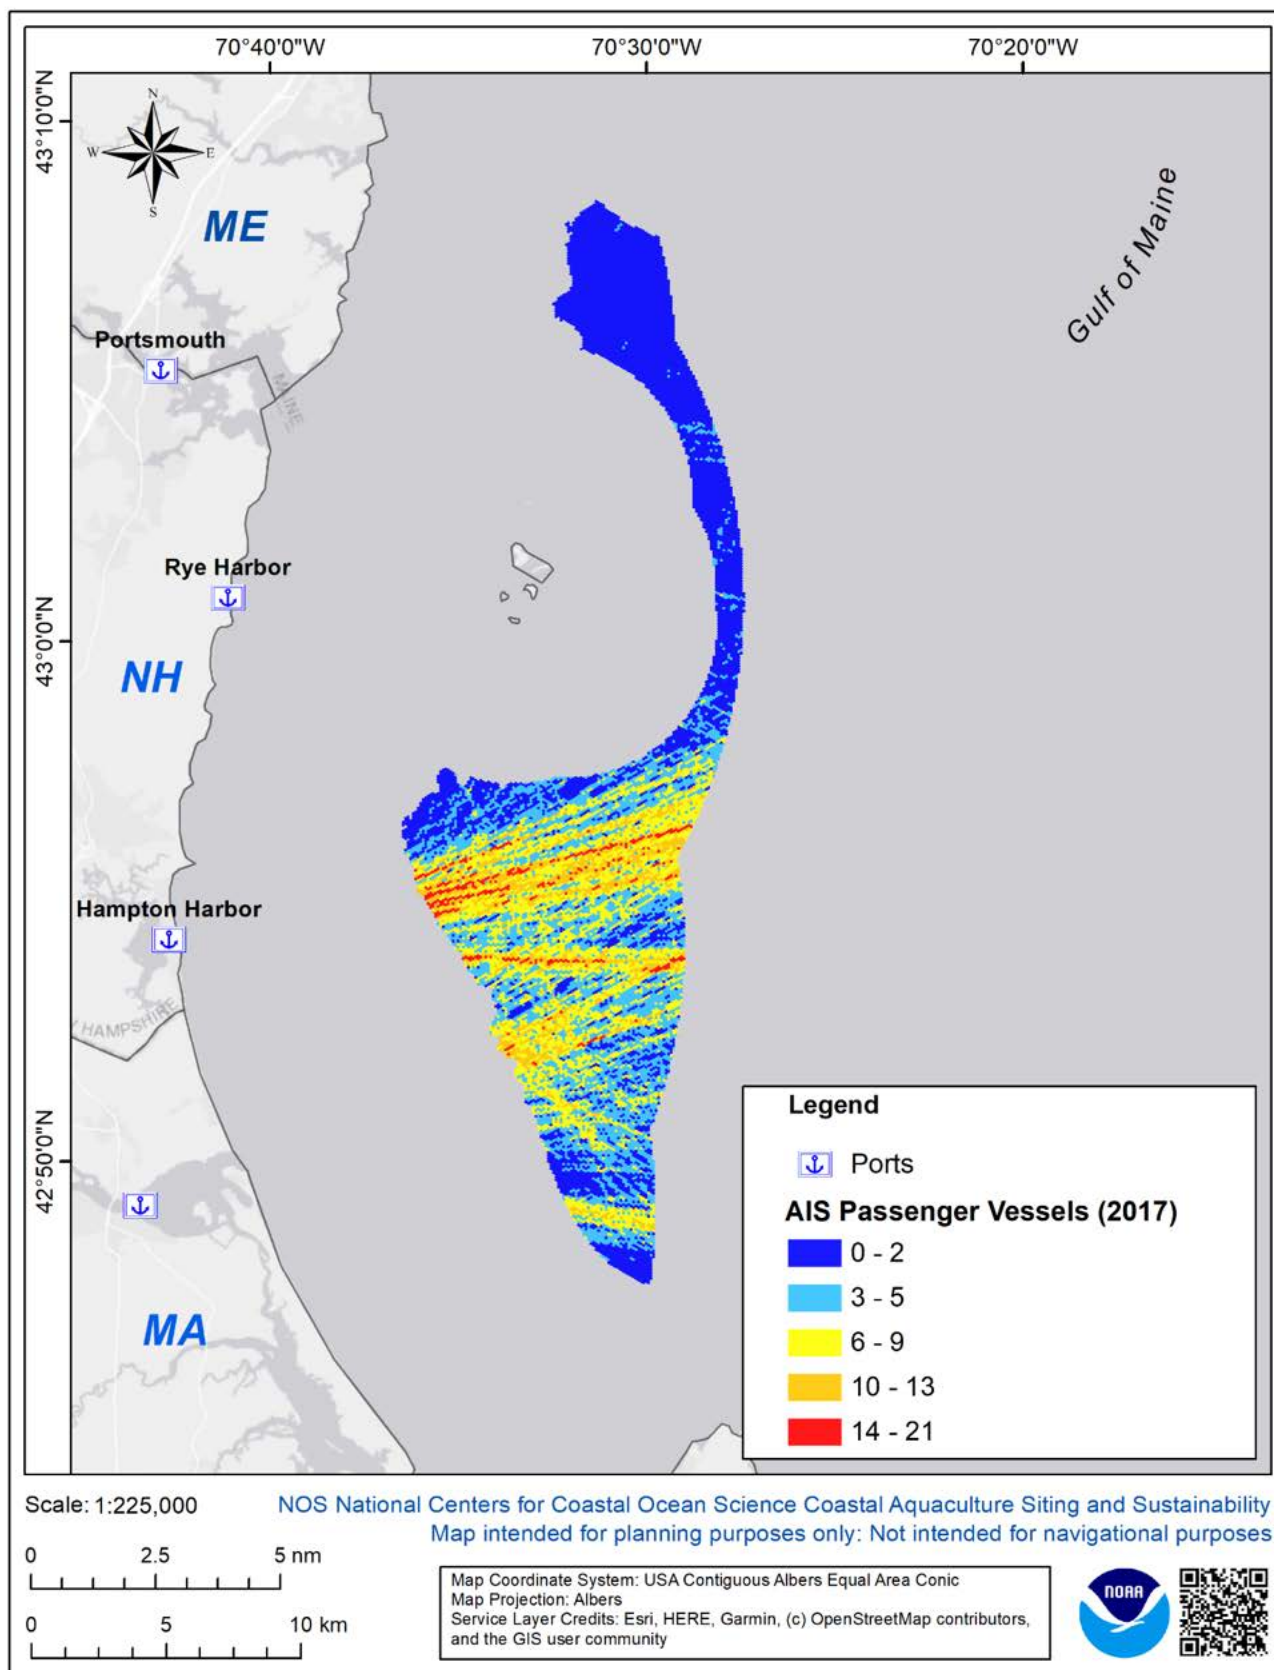 70°40'0"W 70°30'0"W 70°20'0"W
43°10'0"N
N
W E
S
ME
Gulf of Maine
Portsmouth
MAINE
Rye Harbor
43°0'0"N
NH
Hampton Harbor
HAMPSHIRE
42°50'0"N
MA
Legend
Ports
AIS Passenger Vessels (2017)
0 - 2
3 - 5
6 - 9
10 - 13
14 - 21
Scale: 1:225,000
NOS National Centers for Coastal Ocean Science Coastal Aquaculture Siting and Sustainability
Map intended for planning purposes only: Not intended for navigational purposes
0 2.5 5 nm
0 5 10 km
Map Coordinate System: USA Contiguous Albers Equal Area Conic
Map Projection: Albers
Service Layer Credits: Esri, HERE, Garmin, (c) OpenStreetMap contributors,
and the GIS user community
NOAA